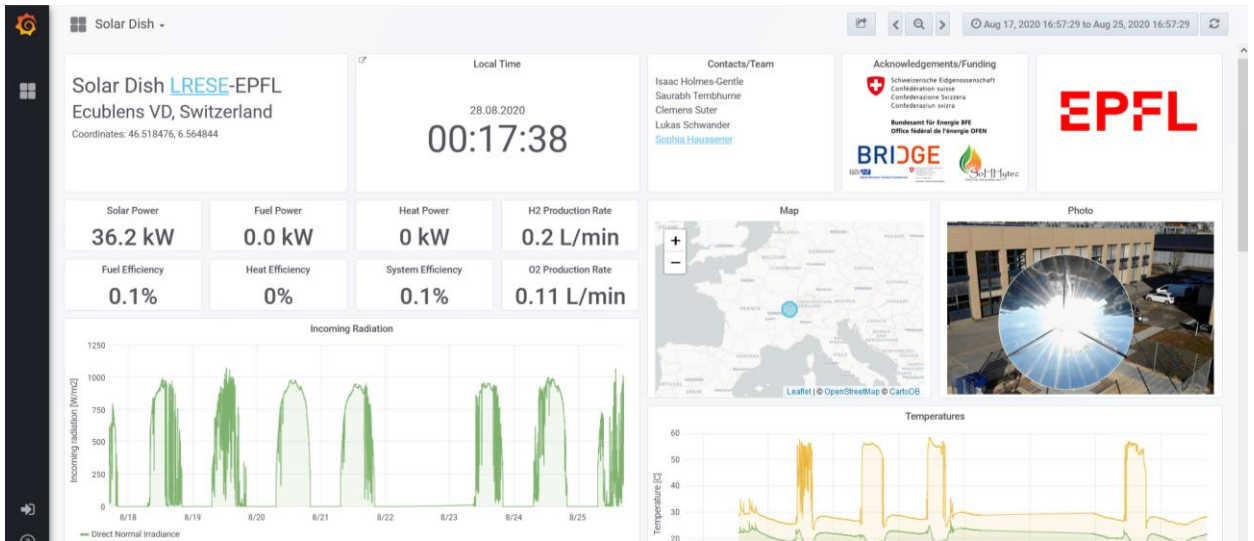 Solar Dish
Aug 17, 2020 16:57:29 to Aug 25, 2020 16:57:29
Solar Dish LRESE-EPFL
Ecublens VD, Switzerland
Coordinates: 46.518476, 6.564844
Local Time
28.08.2020
00:17:38
Contacts/Team
Isaac Holmes-Gentle
Saurabh Tembhurne
Clemens Suter
Lukas Schwander
Sophia Haussener
Acknowledgements/Funding
Schweizerische Eidgenossenschaft
Confédération suisse
Confederazione Svizzera
Confederaziun svizra
Bundesamt für Energie BFE
Office fédéral de l'énergie OFEN
BRIDGE
SoHHytec
EPFL
Solar Power
36.2 kW
Fuel Power
0.0 kW
Heat Power
0 kW
H2 Production Rate
0.2 L/min
Fuel Efficiency
0.1%
Heat Efficiency
0%
System Efficiency
0.1%
O2 Production Rate
0.11 L/min
Map
+
−
FRANCE
ITALY
Leaflet | © OpenStreetMap © CartoDB
Photo
Incoming Radiation
Incoming radiation [W/m2]
1250
1000
750
500
250
0
8/18 8/19 8/20 8/21 8/22 8/23 8/24 8/25
Direct Normal Irradiance
Temperatures
Temperature [C]
60
50
40
30
20